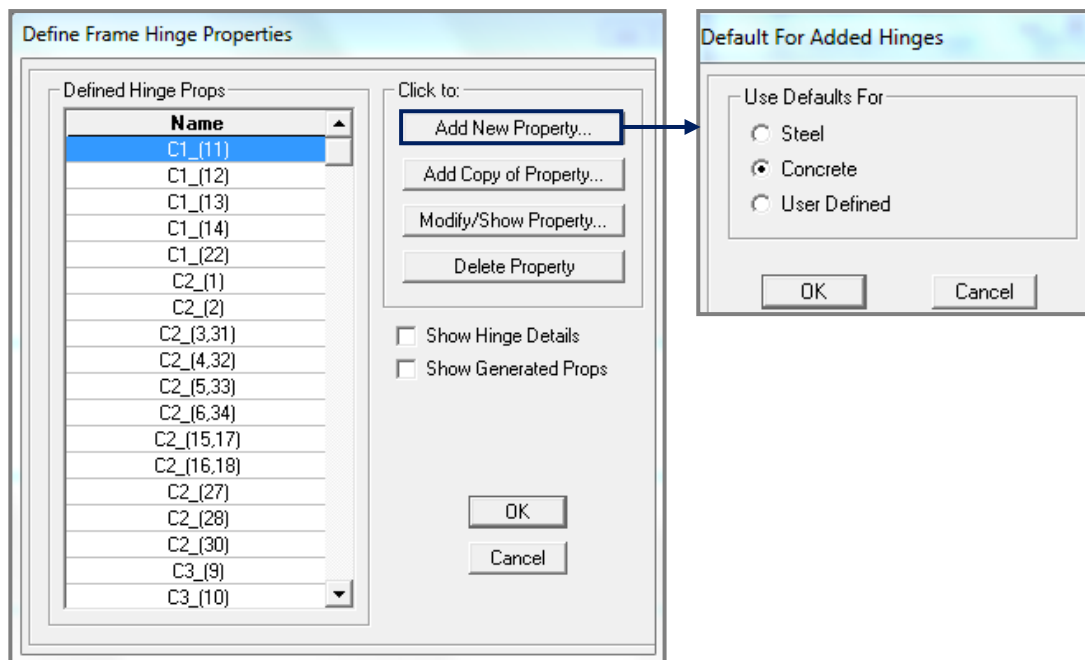 Define Frame Hinge Properties
Defined Hinge Props
Name
C1_(11)
C1_(12)
C1_(13)
C1_(14)
C1_(22)
C2_(1)
C2_(2)
C2_(3,31)
C2_(4,32)
C2_(5,33)
C2_(6,34)
C2_(15,17)
C2_(16,18)
C2_(27)
C2_(28)
C2_(30)
C3_(9)
C3_(10)
Click to:
Add New Property...
Add Copy of Property...
Modify/Show Property...
Delete Property
Show Hinge Details
Show Generated Props
OK
Cancel
Default For Added Hinges
Use Defaults For
Steel
Concrete
User Defined
OK Cancel